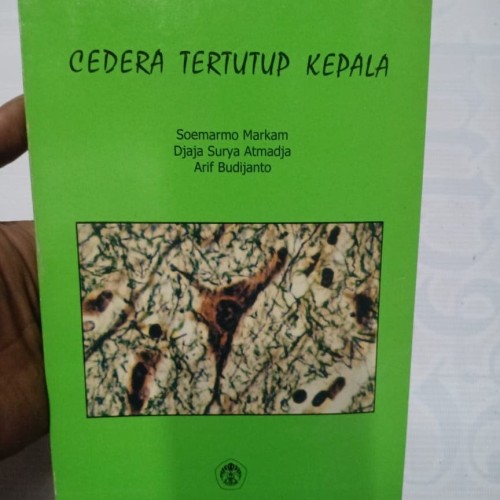 CEDERA TERTUTUP KEPALA
Soemarmo Markam
Djaja Surya Atmadja
Arif Budijanto